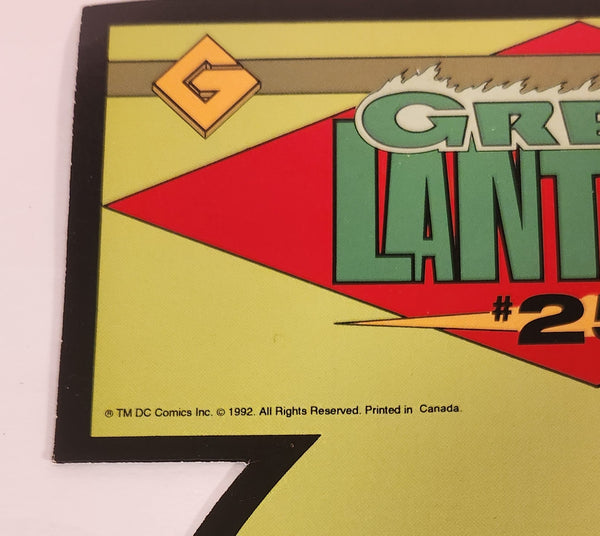 G
GRE
LANT
#25
® TM DC Comics Inc. © 1992. All Rights Reserved. Printed in Canada.